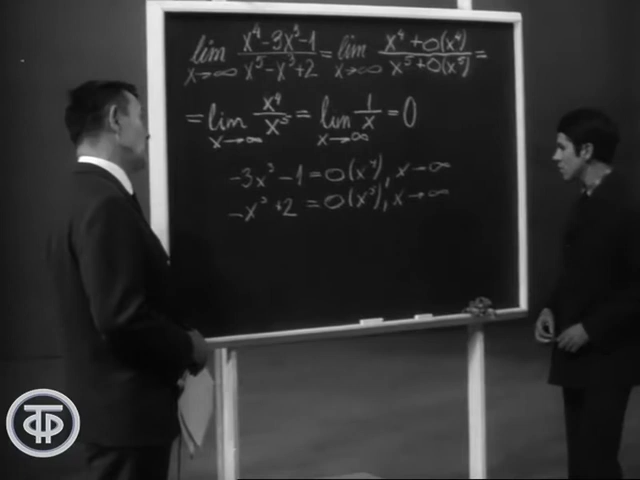 lim x→∞ (x⁴-3x³-1)/(x⁵-x³+2) = lim x→∞ (x⁴+o(x⁴))/(x⁵+o(x⁵)) =
= lim x→∞ x⁴/x⁵ = lim x→∞ 1/x = 0
-3x³-1 = o(x⁴), x→∞
-x³+2 = o(x⁵), x→∞